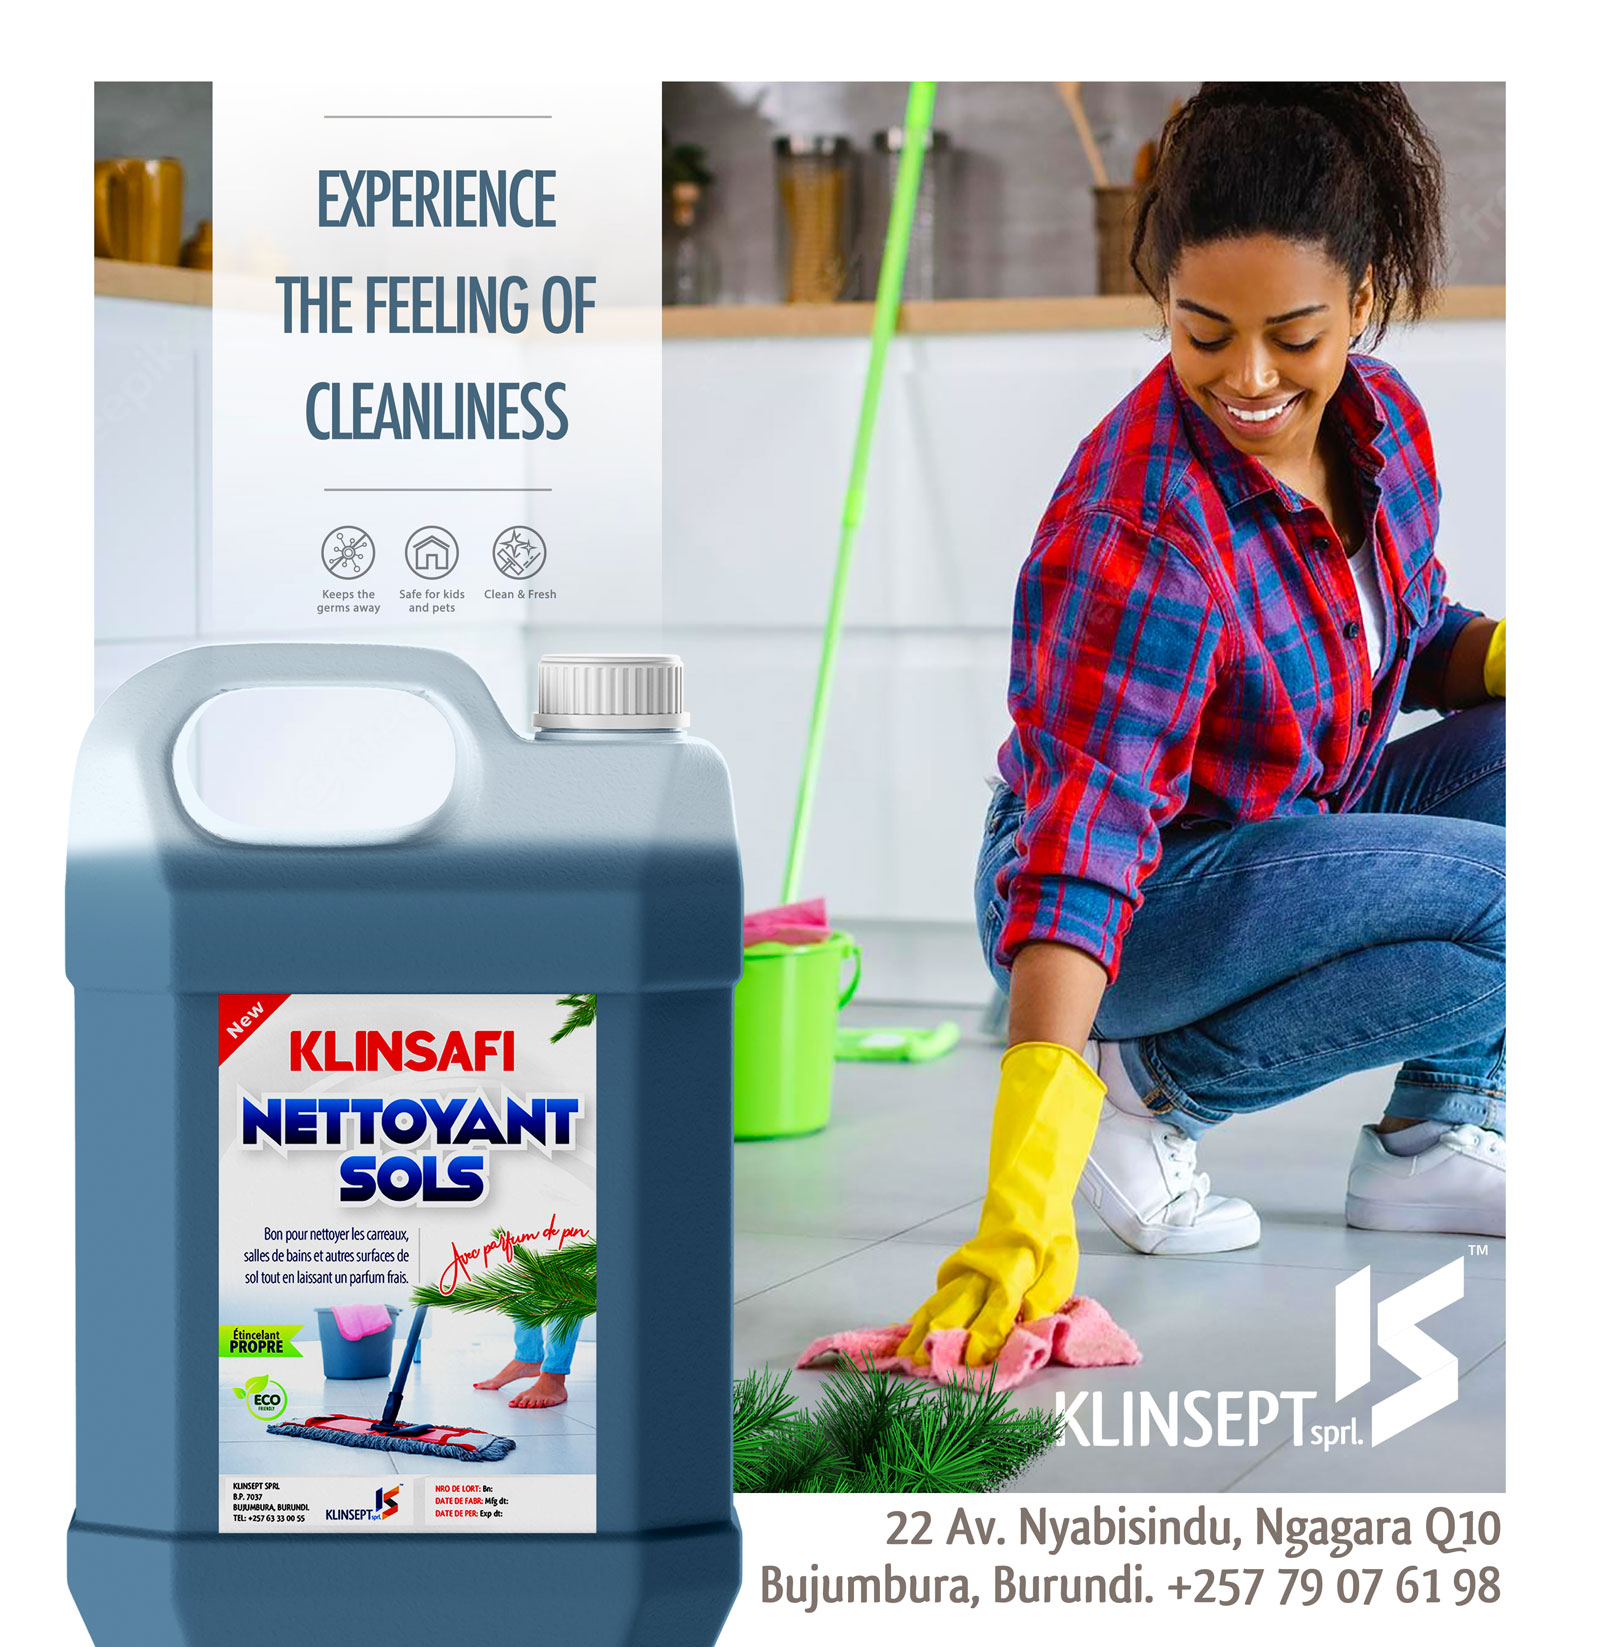 EXPERIENCE
THE FEELING OF
CLEANLINESS
Keeps the
germs away
Safe for kids
and pets
Clean & Fresh
New
KLINSAFI
NETTOYANT
SOLS
Bon pour nettoyer les carreaux,
salles de bains et autres surfaces de
sol tout en laissant un parfum frais.
Avec parfum de pin
Étincelant
PROPRE
ECO
FRIENDLY
KLINSEPT SPRL
B.P. 7037
BUJUMBURA, BURUNDI.
TEL: +257 63 33 00 55
KLINSEPT sprl.
NRO DE LORT: Bn:
DATE DE FABR: Mfg dt:
DATE DE PER: Exp dt:
TM
KLINSEPT sprl.
22 Av. Nyabisindu, Ngagara Q10
Bujumbura, Burundi. +257 79 07 61 98